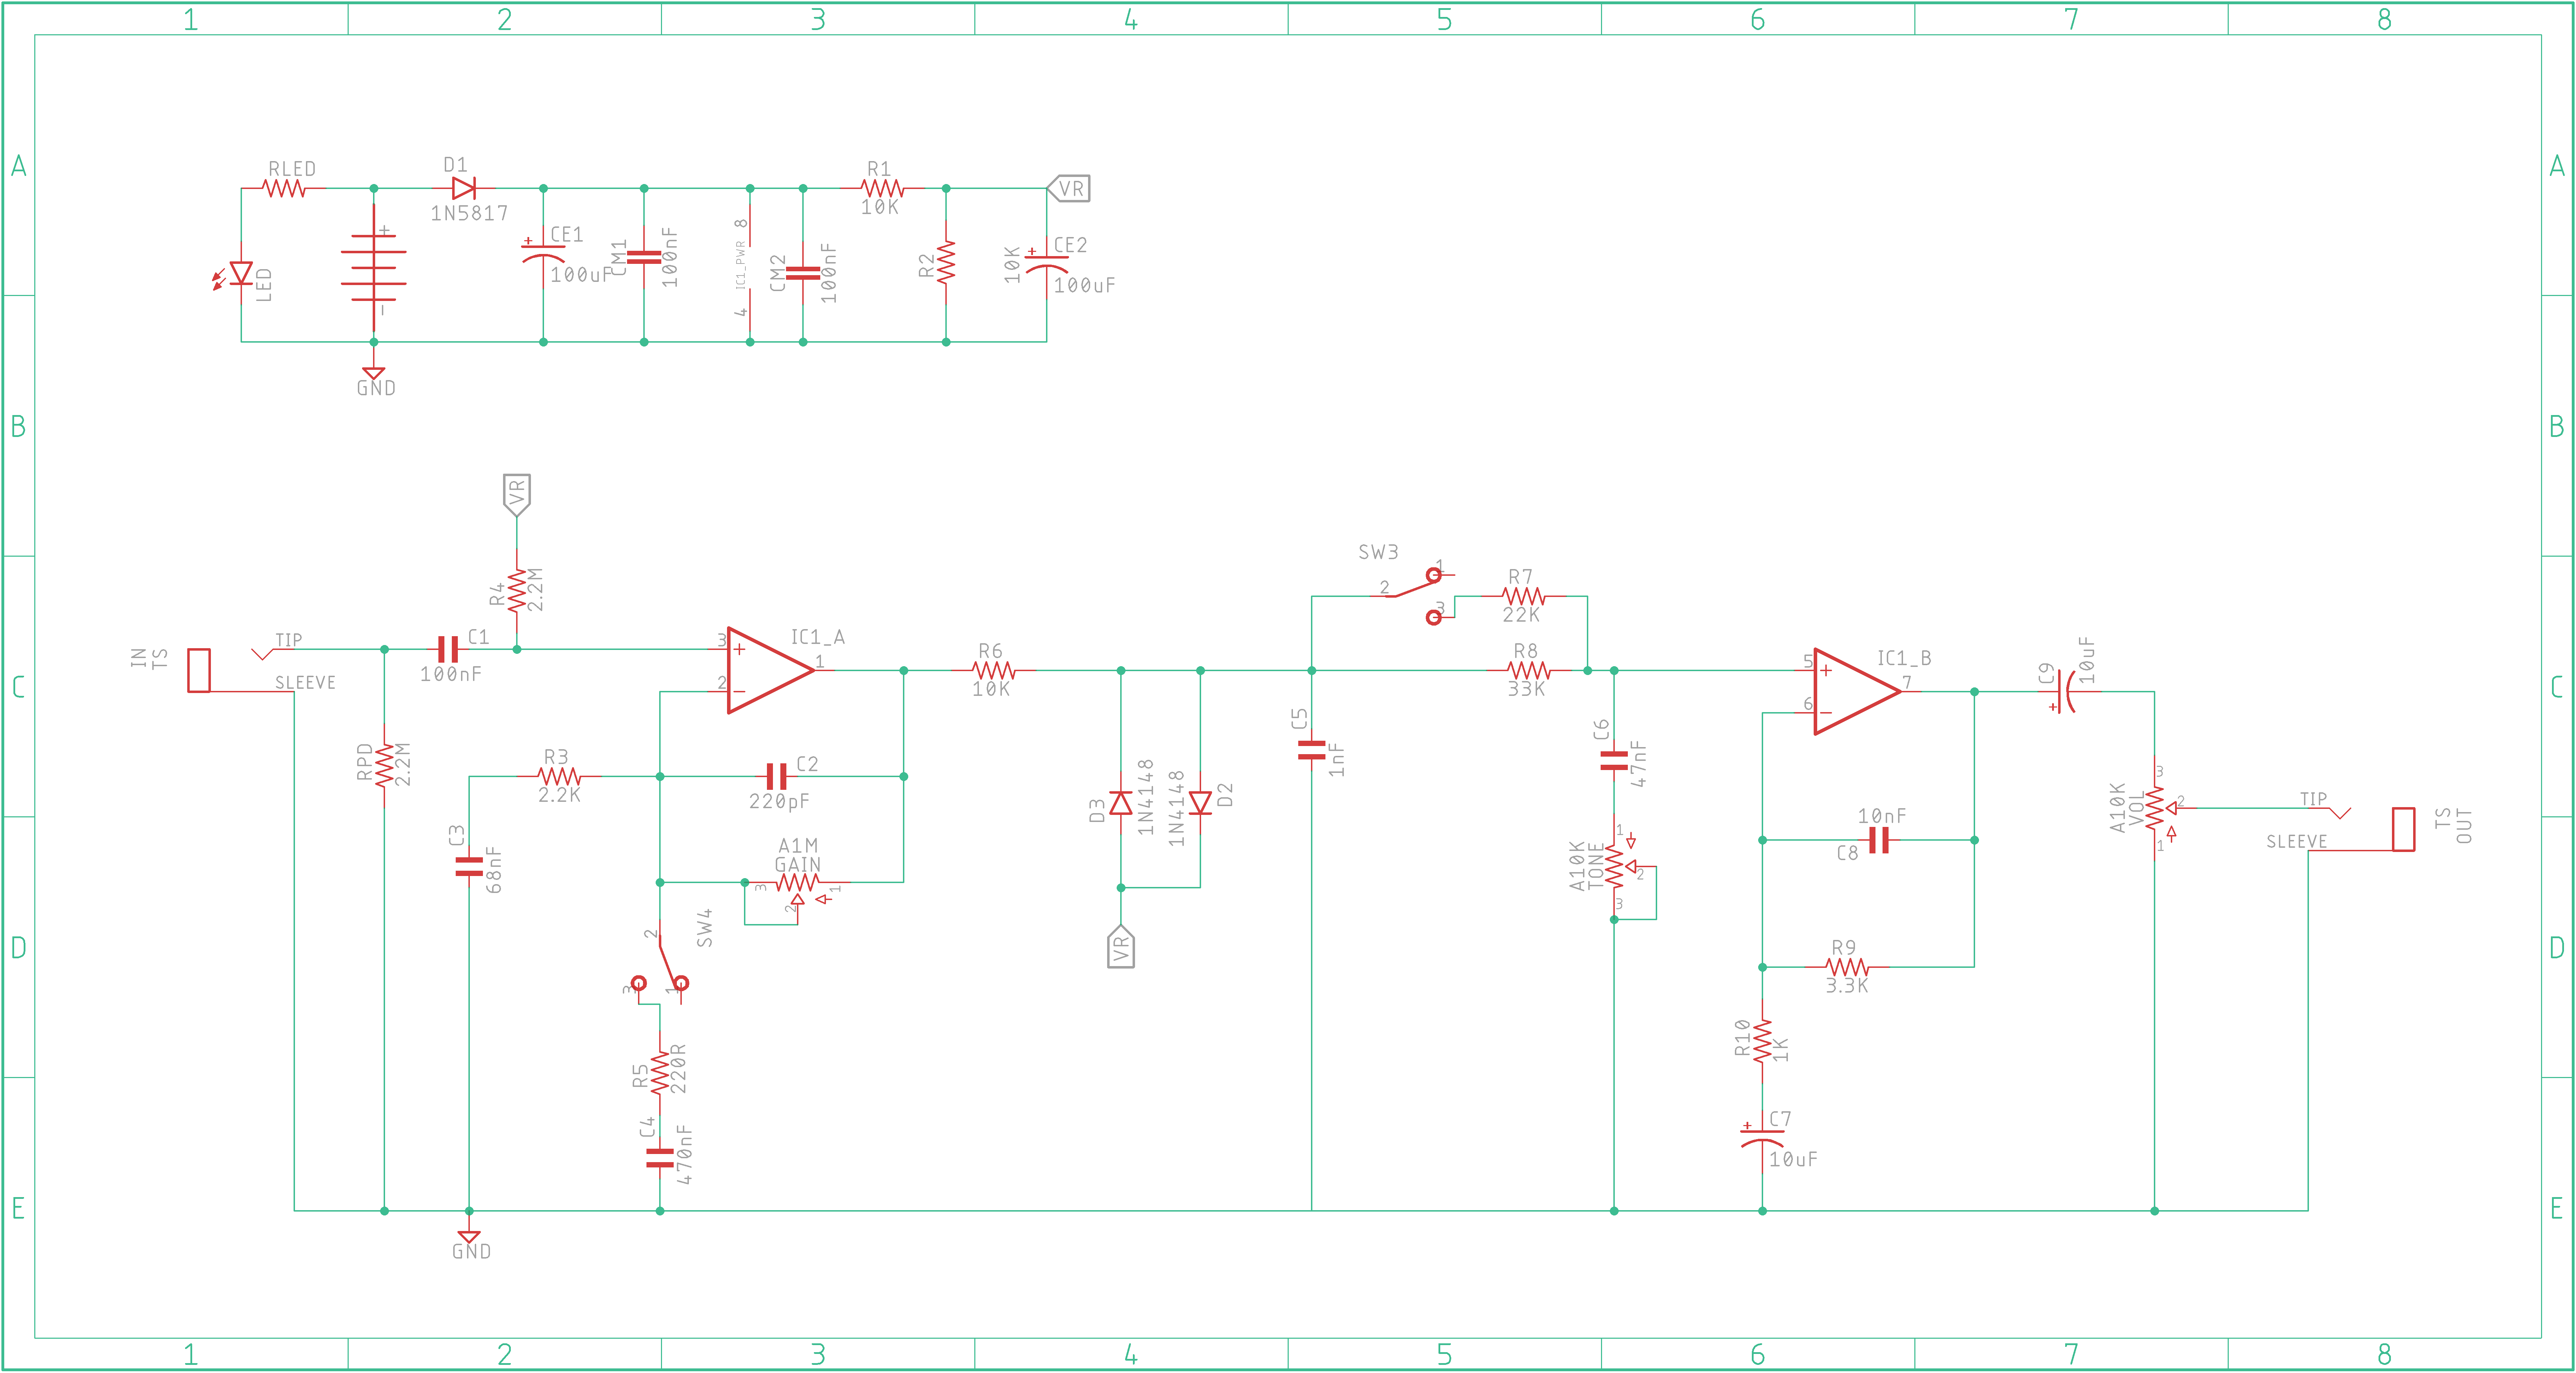 1 2 3 4 5 6 7 8
A A
RLED
D1
1N5817
R1
10K
VR
+
-
LED
+
CE1
100uF
CM1
100nF
8
IC1_PWR
4
CM2
100nF
R2
10K
+
CE2
100uF
GND
B B
VR
R4
2.2M
SW3
1
2
3
R7
22K
IN
TS
TIP
SLEEVE
C1
100nF
3
2
+
-
IC1_A
1
R6
10K
R8
33K
5
6
+
-
IC1_B
7
C9
10uF
+
C C
RPD
2.2M
R3
2.2K
C2
220pF
C5
1nF
C6
47nF
D3
1N4148
1N4148
D2
A10K
VOL
3
2
1
TIP
SLEEVE
TS
OUT
C3
68nF
A1M
GAIN
3
1
2
A10K
TONE
1
2
3
10nF
C8
D D
SW4
2
3
1
VR
R9
3.3K
R5
220R
R10
1K
C4
470nF
+
C7
10uF
E E
GND
1 2 3 4 5 6 7 8